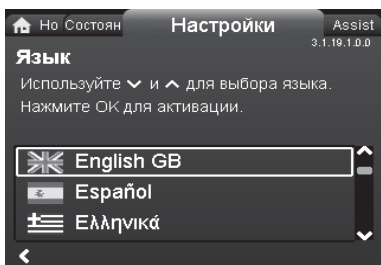 Но Состоян Настройки Assist
3.1.19.1.0.0
Язык
Используйте ⌄ и ⌃ для выбора языка.
Нажмите OK для активации.
English GB
Español
Ελληνικά